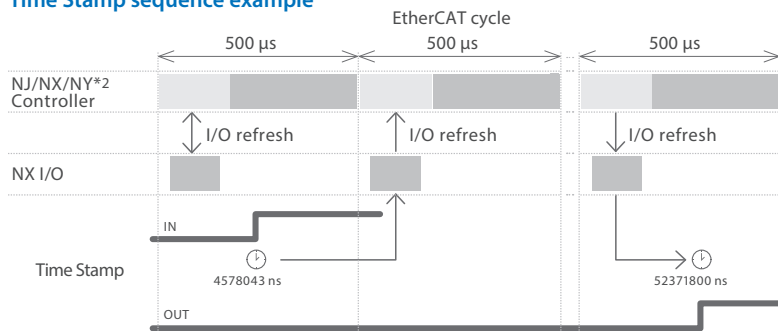 Time Stamp sequence example
EtherCAT cycle
500 µs
500 µs
500 µs
NJ/NX/NY*2
Controller
I/O refresh
I/O refresh
I/O refresh
NX I/O
IN
Time Stamp
4578043 ns
52371800 ns
OUT